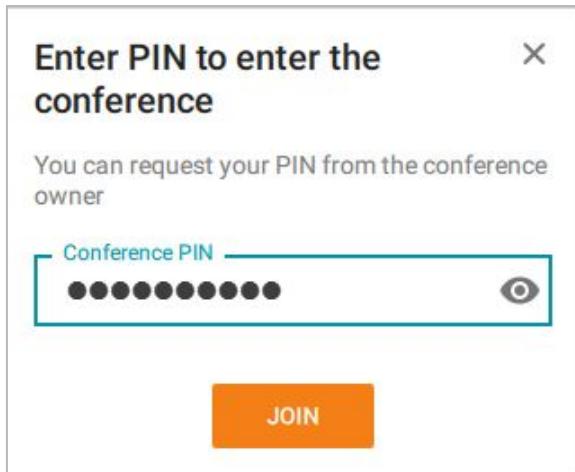 Enter PIN to enter the
conference
You can request your PIN from the conference
owner
Conference PIN
●●●●●●●●●●
JOIN